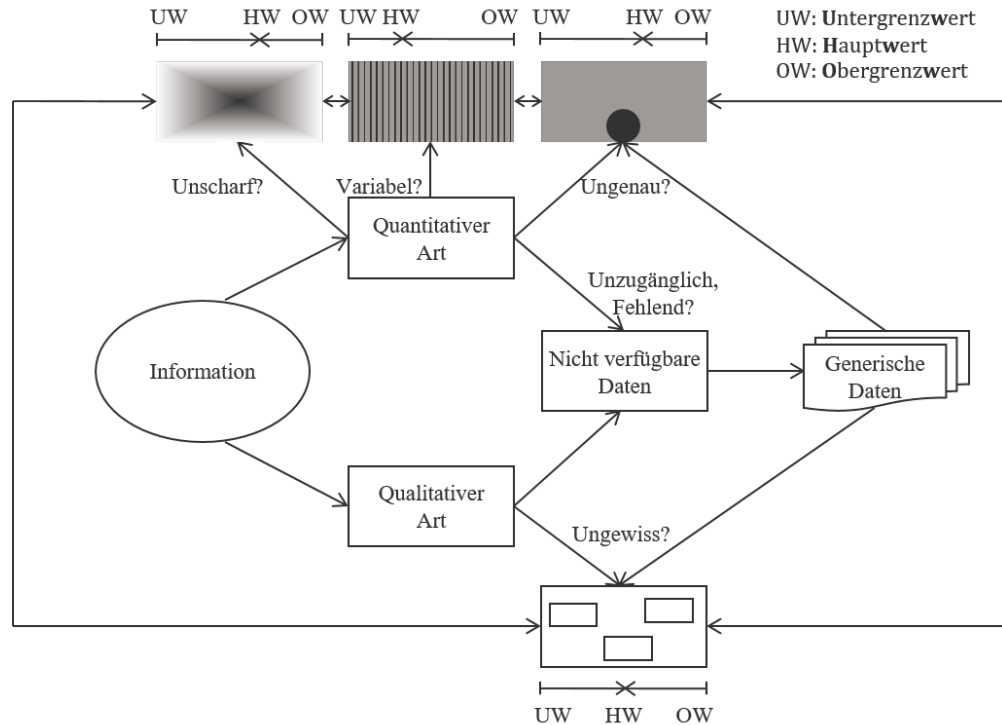 UW HW OW UW HW OW UW HW OW
UW: Untergrenzwert
HW: Hauptwert
OW: Obergrenzwert
Unscharf? Variabel? Ungenau?
Quantitativer
Art
Unzugänglich,
Fehlend?
Information
Nicht verfügbare
Daten
Generische
Daten
Qualitativer
Art
Ungewiss?
UW HW OW